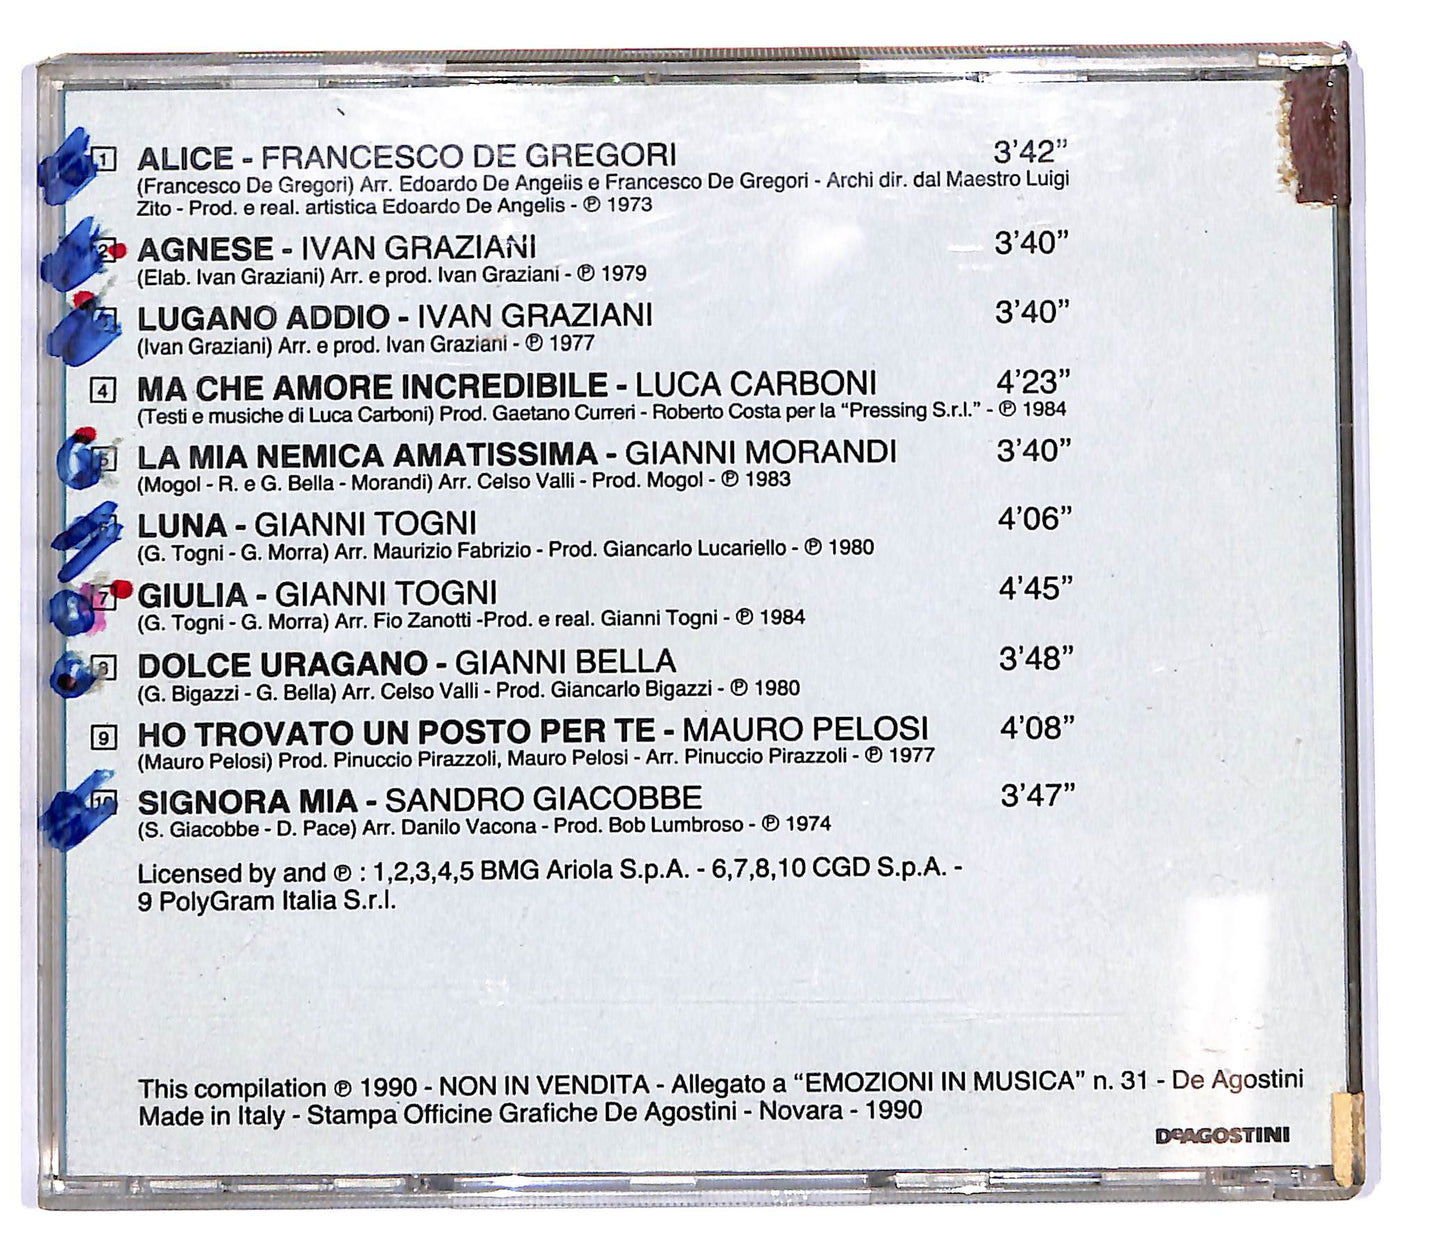 1 ALICE - FRANCESCO DE GREGORI 3'42”
(Francesco De Gregori) Arr. Edoardo De Angelis e Francesco De Gregori - Archi dir. dal Maestro Luigi
Zito - Prod. e real. artistica Edoardo De Angelis - ℗ 1973
2 AGNESE - IVAN GRAZIANI 3'40”
(Elab. Ivan Graziani) Arr. e prod. Ivan Graziani - ℗ 1979
3 LUGANO ADDIO - IVAN GRAZIANI 3'40”
(Ivan Graziani) Arr. e prod. Ivan Graziani - ℗ 1977
4 MA CHE AMORE INCREDIBILE - LUCA CARBONI 4'23”
(Testi e musiche di Luca Carboni) Prod. Gaetano Curreri - Roberto Costa per la “Pressing S.r.l.” - ℗ 1984
5 LA MIA NEMICA AMATISSIMA - GIANNI MORANDI 3'40”
(Mogol - R. e G. Bella - Morandi) Arr. Celso Valli - Prod. Mogol - ℗ 1983
6 LUNA - GIANNI TOGNI 4'06”
(G. Togni - G. Morra) Arr. Maurizio Fabrizio - Prod. Giancarlo Lucariello - ℗ 1980
7 GIULIA - GIANNI TOGNI 4'45”
(G. Togni - G. Morra) Arr. Fio Zanotti -Prod. e real. Gianni Togni - ℗ 1984
8 DOLCE URAGANO - GIANNI BELLA 3'48”
(G. Bigazzi - G. Bella) Arr. Celso Valli - Prod. Giancarlo Bigazzi - ℗ 1980
9 HO TROVATO UN POSTO PER TE - MAURO PELOSI 4'08”
(Mauro Pelosi) Prod. Pinuccio Pirazzoli, Mauro Pelosi - Arr. Pinuccio Pirazzoli - ℗ 1977
10 SIGNORA MIA - SANDRO GIACOBBE 3'47”
(S. Giacobbe - D. Pace) Arr. Danilo Vacona - Prod. Bob Lumbroso - ℗ 1974
Licensed by and ℗ : 1,2,3,4,5 BMG Ariola S.p.A. - 6,7,8,10 CGD S.p.A. -
9 PolyGram Italia S.r.l.
This compilation ℗ 1990 - NON IN VENDITA - Allegato a “EMOZIONI IN MUSICA” n. 31 - De Agostini
Made in Italy - Stampa Officine Grafiche De Agostini - Novara - 1990
DeAGOSTINI